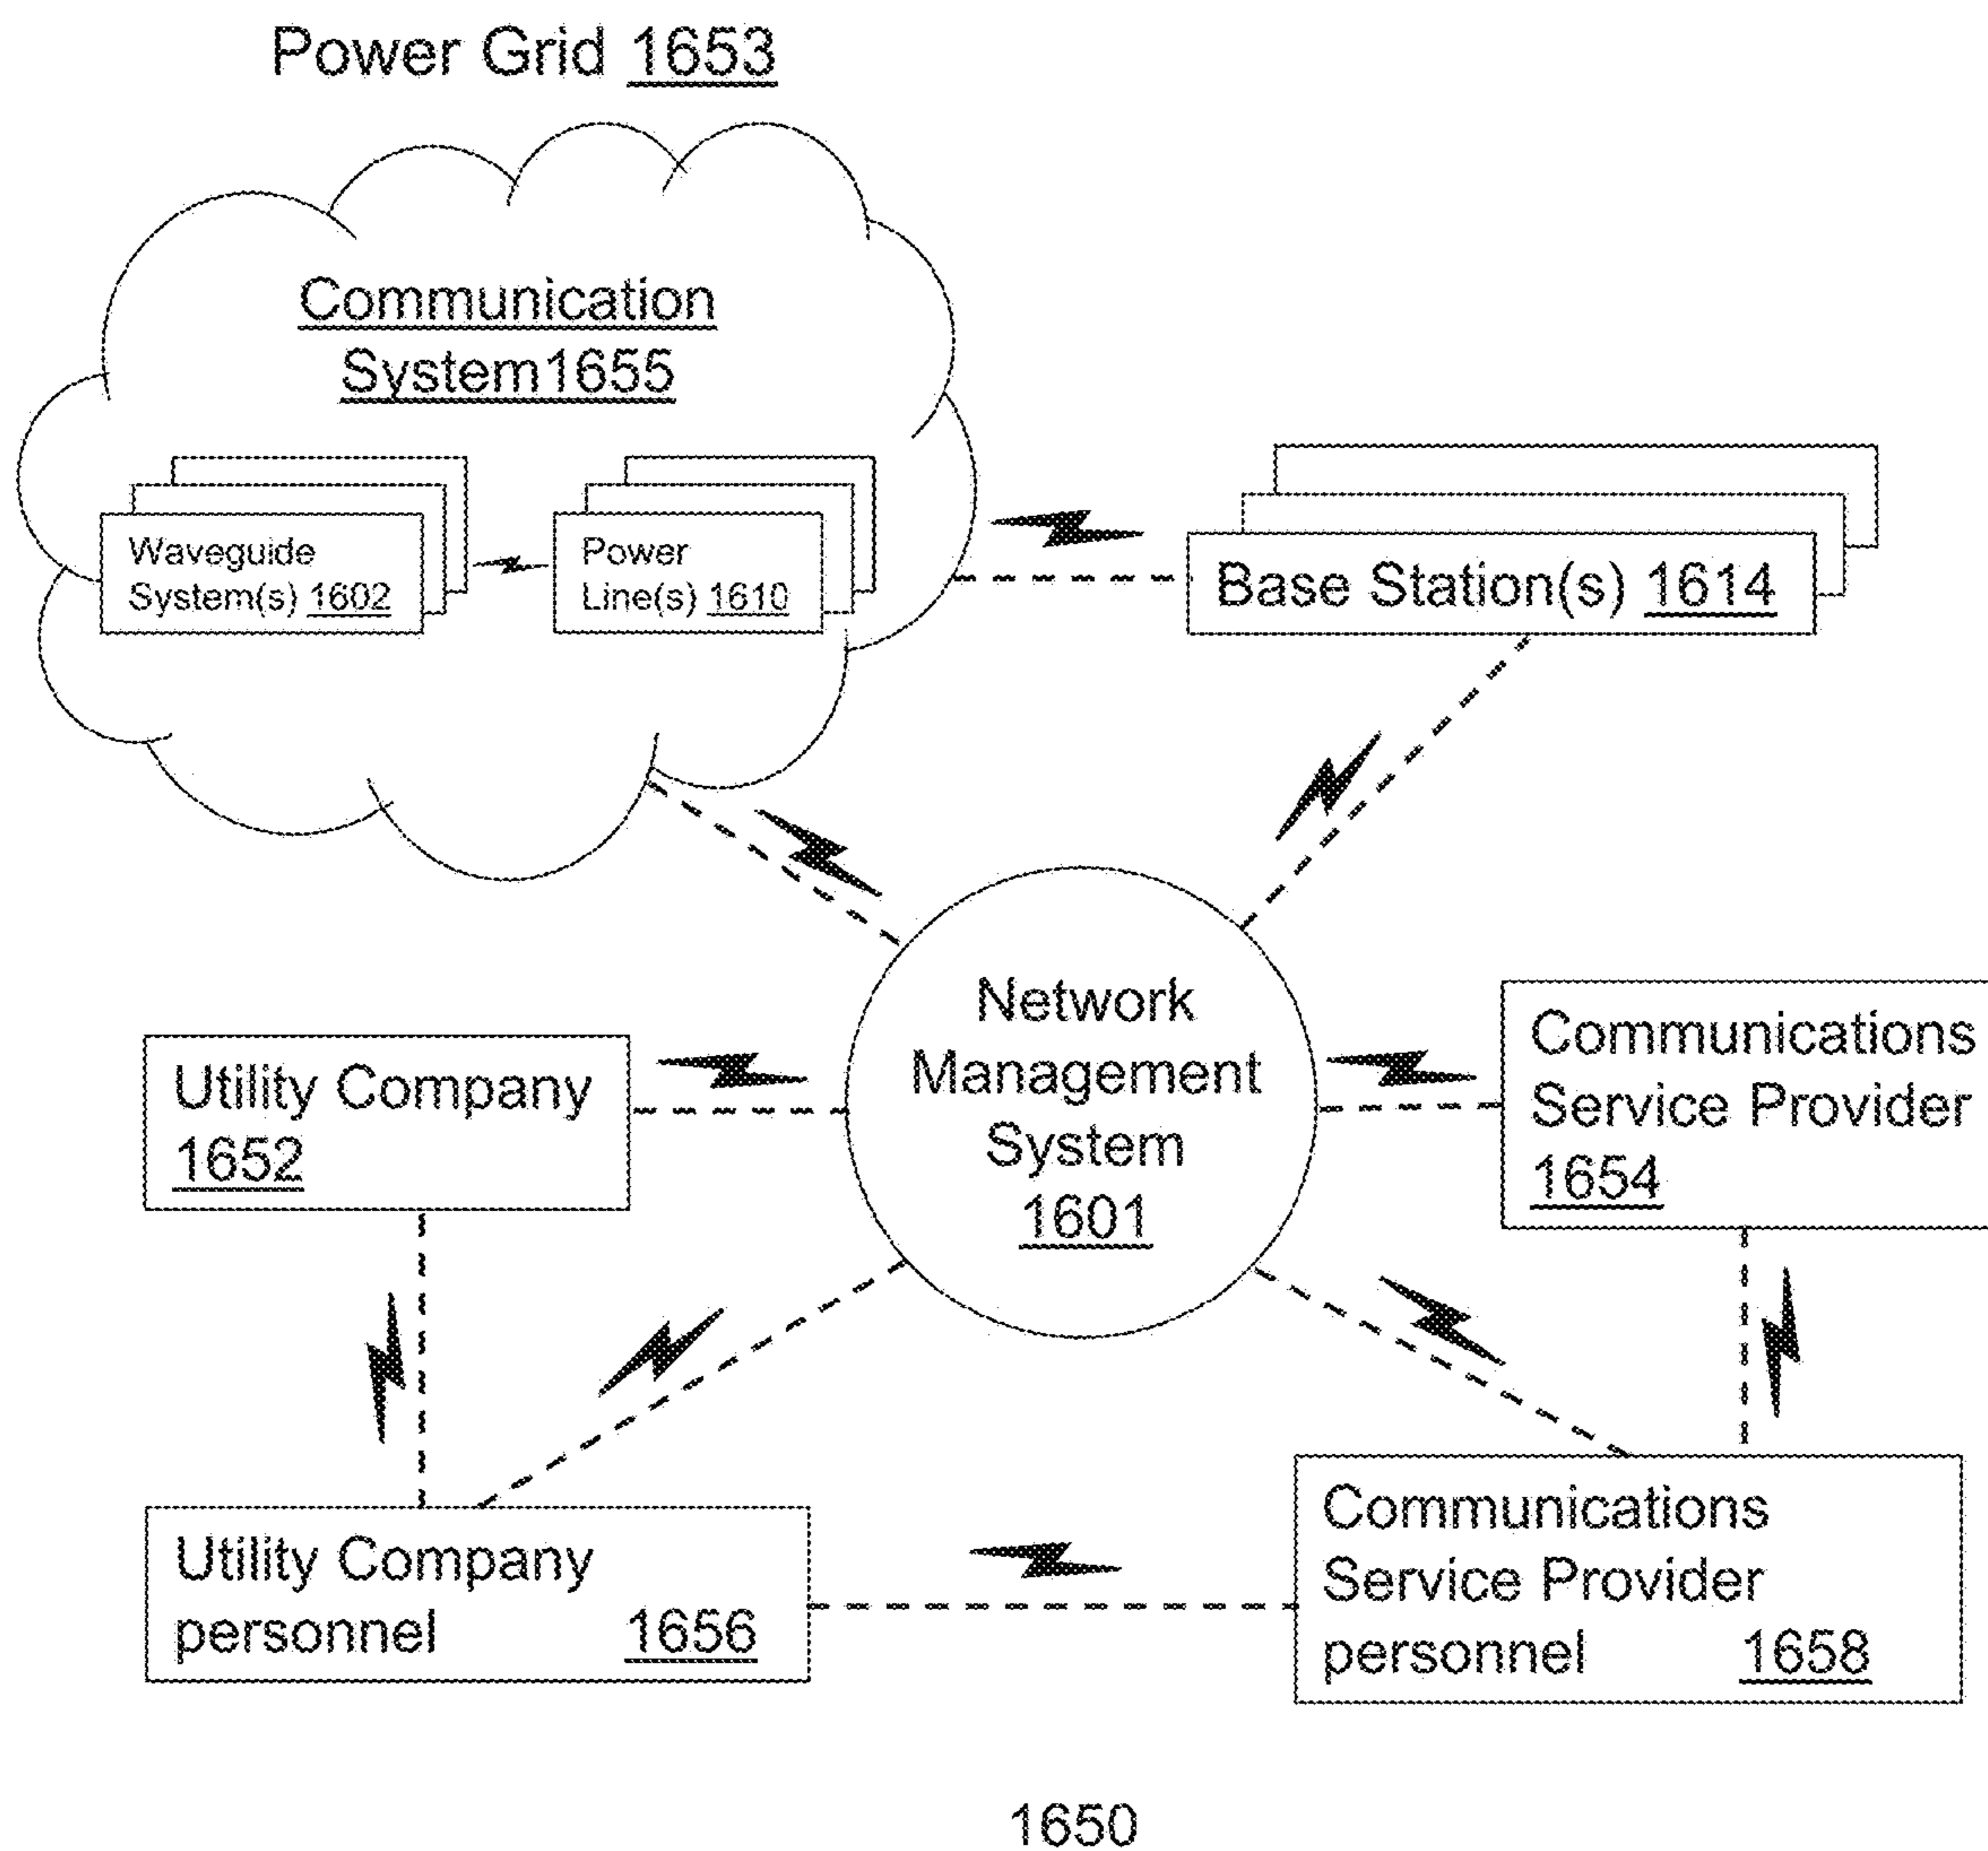 Power Grid 1653
Communication
System1655
Waveguide
System(s) 1602
Power
Line(s) 1610
Base Station(s) 1614
Network
Management
System
1601
Utility Company
1652
Communications
Service Provider
1654
Utility Company
personnel 1656
Communications
Service Provider
personnel 1658
1650